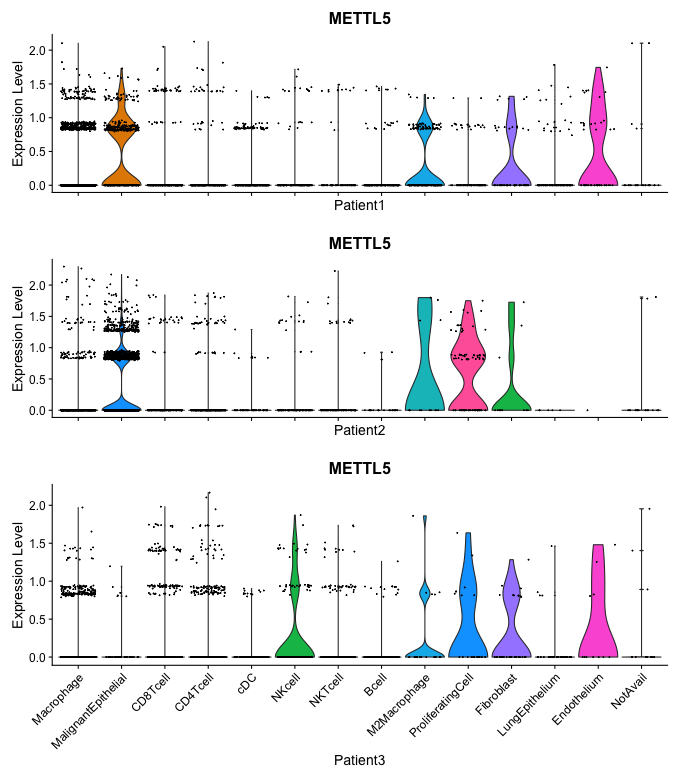 METTL5
Expression Level
2.0
1.5
1.0
0.5
0.0
Patient1
METTL5
Expression Level
2.0
1.5
1.0
0.5
0.0
Patient2
METTL5
Expression Level
2.0
1.5
1.0
0.5
0.0
Macrophage
MalignantEpithelial
CD8Tcell
CD4Tcell
cDC
NKcell
NKTcell
Bcell
M2Macrophage
ProliferatingCell
Fibroblast
LungEpithelium
Endothelium
NotAvail
Patient3